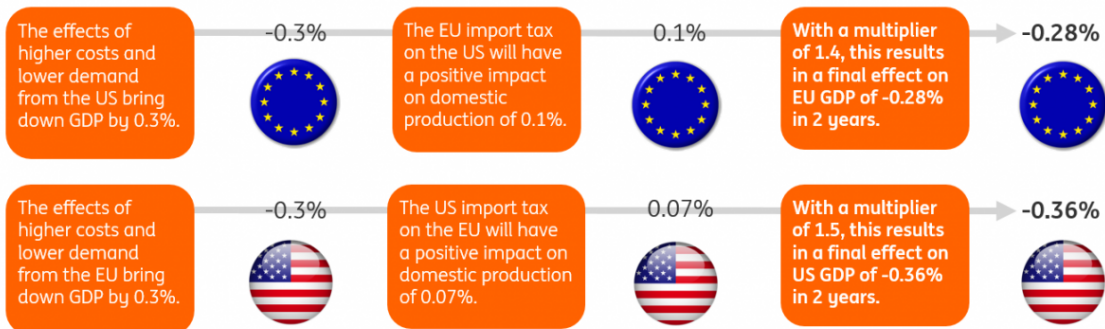 The effects of
higher costs and
lower demand
from the US bring
down GDP by 0.3%.
-0.3%
The EU import tax
on the US will have
a positive impact
on domestic
production of 0.1%.
0.1%
With a multiplier
of 1.4, this results
in a final effect on
EU GDP of -0.28%
in 2 years.
-0.28%
The effects of
higher costs and
lower demand
from the EU bring
down GDP by 0.3%.
-0.3%
The US import tax
on the EU will have
a positive impact on
domestic production
of 0.07%.
0.07%
With a multiplier
of 1.5, this results
in a final effect on
US GDP of -0.36%
in 2 years.
-0.36%